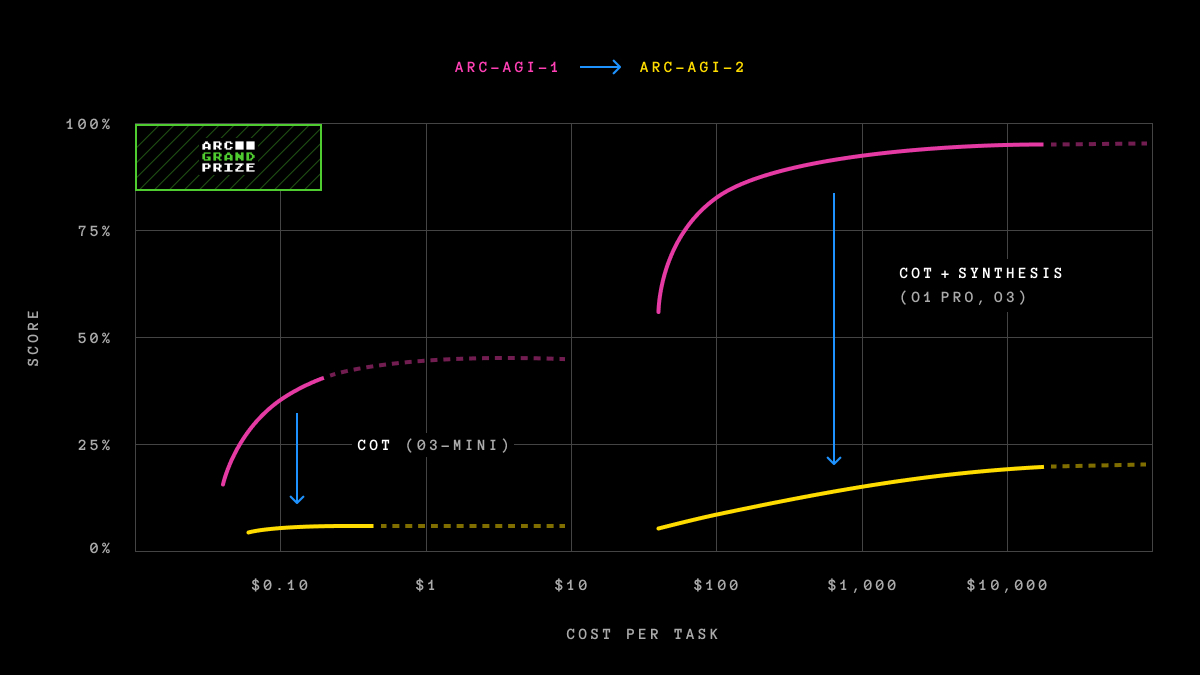 ARC-AGI-1 → ARC-AGI-2
100%
ARC
GRAND
PRIZE
75%
COT + SYNTHESIS
(O1 PRO, O3)
SCORE
50%
25%
COT (03-MINI)
0%
$0.10 $1 $10 $100 $1,000 $10,000
COST PER TASK